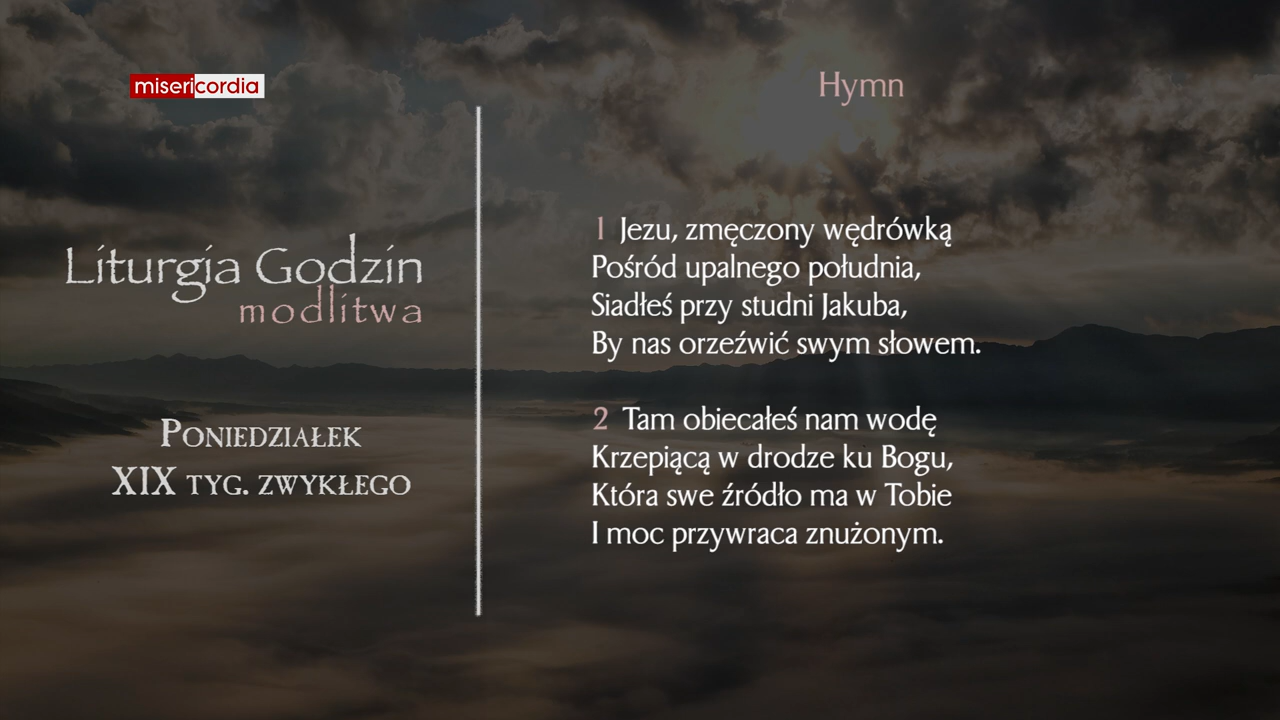 misericordia
Liturgia Godzin
modlitwa
Poniedziałek
XIX tyg. zwykłego
Hymn
1 Jezu, zmęczony wędrówką
Pośród upalnego południa,
Siadłeś przy studni Jakuba,
By nas orzeźwić swym słowem.
2 Tam obiecałeś nam wodę
Krzepiącą w drodze ku Bogu,
Która swe źródło ma w Tobie
I moc przywraca znużonym.